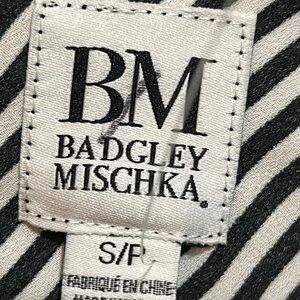 BM
BADGLEY
MISCHKA.
S/P
FABRIQUÉ EN CHINE